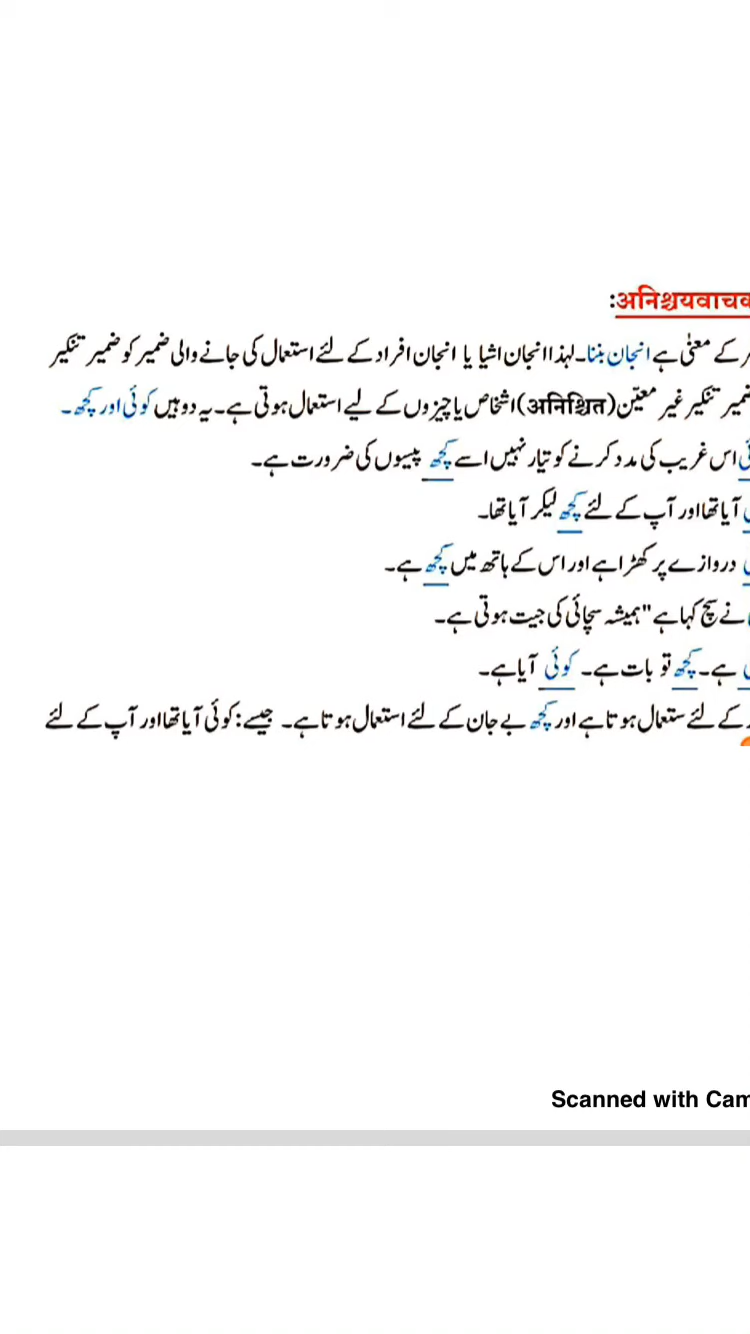 अनिश्चयवाचक:
کے معنٰی ہے انجان بننا۔ لہذا انجان اشیا یا انجان افراد کے لئے استعمال کی جانے والی ضمیر کو ضمیر تنکیر
ضمیر تنکیر غیر معیّن (अनिश्चित) اشخاص یا چیزوں کے لیے استعمال ہوتی ہے۔ یہ دو ہیں کوئی اور کچھ۔
اس غریب کی مدد کرنے کو تیار نہیں اسے کچھ پیسوں کی ضرورت ہے۔
آیا تھا اور آپ کے لئے کچھ لیکر آیا تھا۔
دروازے پر کھڑا ہے اور اس کے ہاتھ میں کچھ ہے۔
نے سچ کہا ہے "ہمیشہ سچائی کی جیت ہوتی ہے۔
ہے۔ کچھ تو بات ہے۔ کوئی آیا ہے۔
کے لئے ستعمال ہوتا ہے اور کچھ بے جان کے لئے استعمال ہوتا ہے۔ جیسے: کوئی آیا تھا اور آپ کے لئے
Scanned with Cam